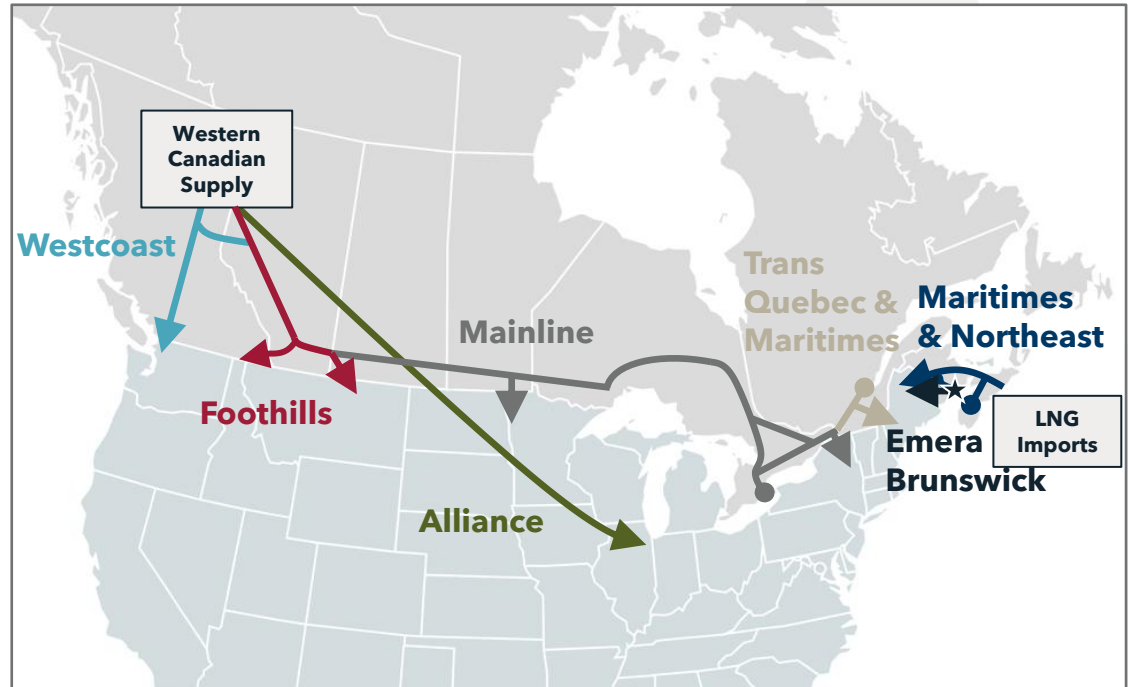 Western
Canadian
Supply
Westcoast
Trans
Quebec &
Maritimes
Maritimes
& Northeast
Mainline
Foothills
LNG
Imports
Emera
Brunswick
Alliance